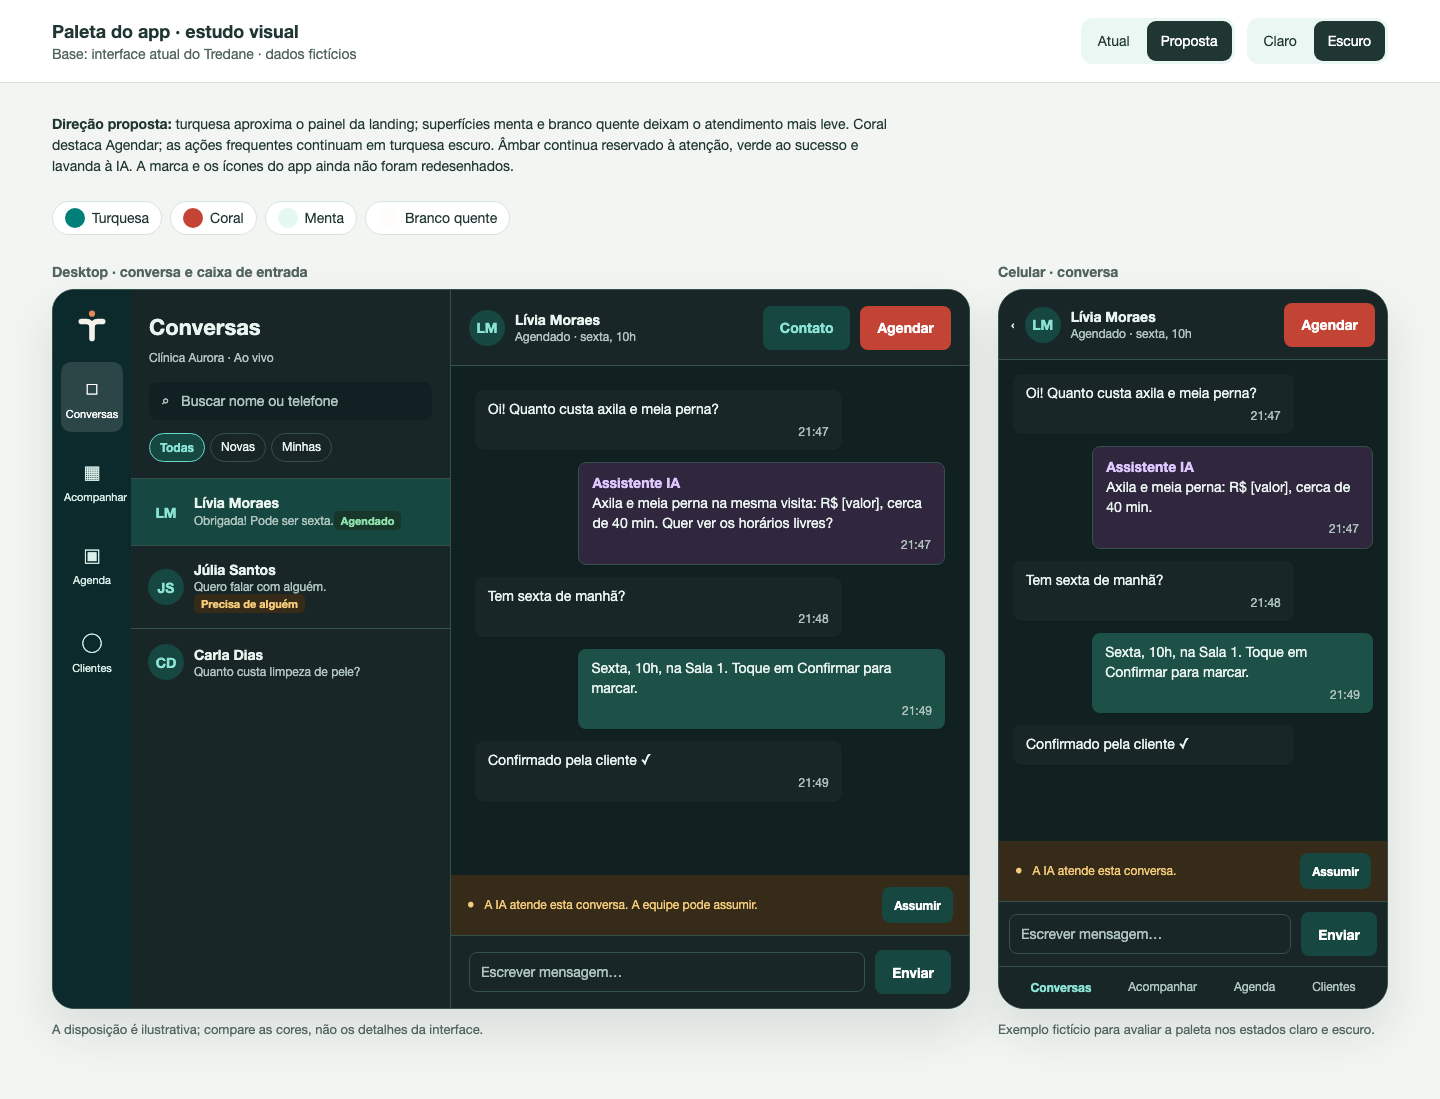 Paleta do app · estudo visual
Base: interface atual do Tredane · dados fictícios
Atual
Proposta
Claro
Escuro
Direção proposta: turquesa aproxima o painel da landing; superfícies menta e branco quente deixam o atendimento mais leve. Coral
destaca Agendar; as ações frequentes continuam em turquesa escuro. Âmbar continua reservado à atenção, verde ao sucesso e
lavanda à IA. A marca e os ícones do app ainda não foram redesenhados.
Turquesa
Coral
Menta
Branco quente
Desktop · conversa e caixa de entrada
Conversas
Acompanhar
Agenda
Clientes
Conversas
Clínica Aurora · Ao vivo
Buscar nome ou telefone
Todas
Novas
Minhas
LM
Lívia Moraes
Obrigada! Pode ser sexta.
Agendado
JS
Júlia Santos
Quero falar com alguém.
Precisa de alguém
CD
Carla Dias
Quanto custa limpeza de pele?
LM
Lívia Moraes
Agendado · sexta, 10h
Contato
Agendar
Oi! Quanto custa axila e meia perna?
21:47
Assistente IA
Axila e meia perna na mesma visita: R$ [valor], cerca
de 40 min. Quer ver os horários livres?
21:47
Tem sexta de manhã?
21:48
Sexta, 10h, na Sala 1. Toque em Confirmar para
marcar.
21:49
Confirmado pela cliente ✓
21:49
A IA atende esta conversa. A equipe pode assumir.
Assumir
Escrever mensagem…
Enviar
A disposição é ilustrativa; compare as cores, não os detalhes da interface.
Celular · conversa
‹
LM
Lívia Moraes
Agendado · sexta, 10h
Agendar
Oi! Quanto custa axila e meia perna?
21:47
Assistente IA
Axila e meia perna: R$ [valor], cerca de
40 min.
21:47
Tem sexta de manhã?
21:48
Sexta, 10h, na Sala 1. Toque em
Confirmar para marcar.
21:49
Confirmado pela cliente ✓
A IA atende esta conversa.
Assumir
Escrever mensagem…
Enviar
Conversas
Acompanhar
Agenda
Clientes
Exemplo fictício para avaliar a paleta nos estados claro e escuro.